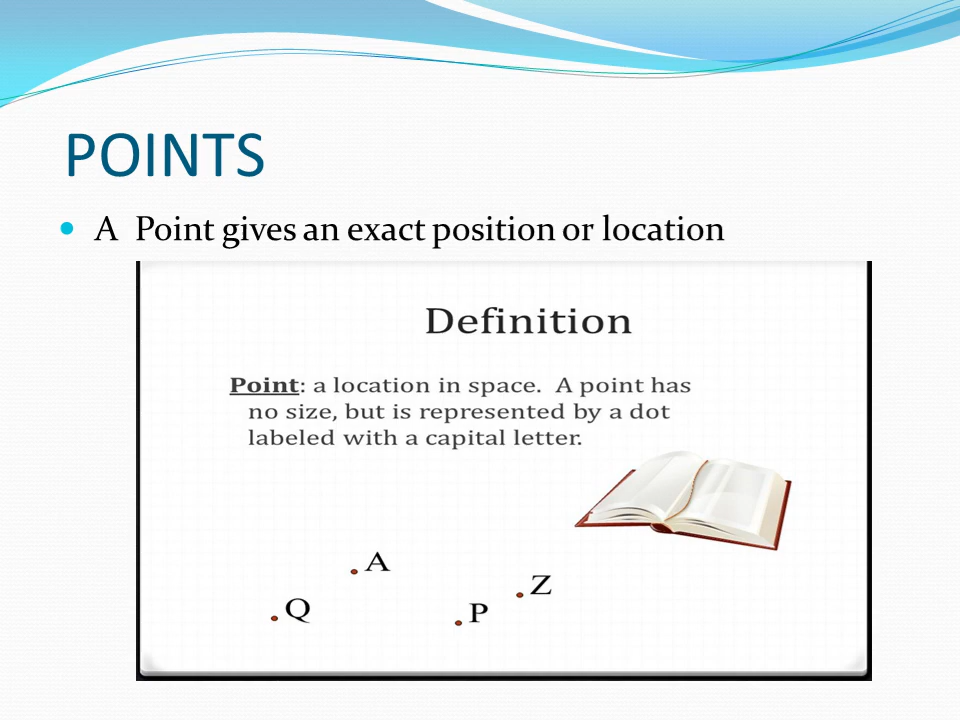 POINTS
A Point gives an exact position or location
Definition
Point: a location in space. A point has
no size, but is represented by a dot
labeled with a capital letter.
A
Z
Q
P